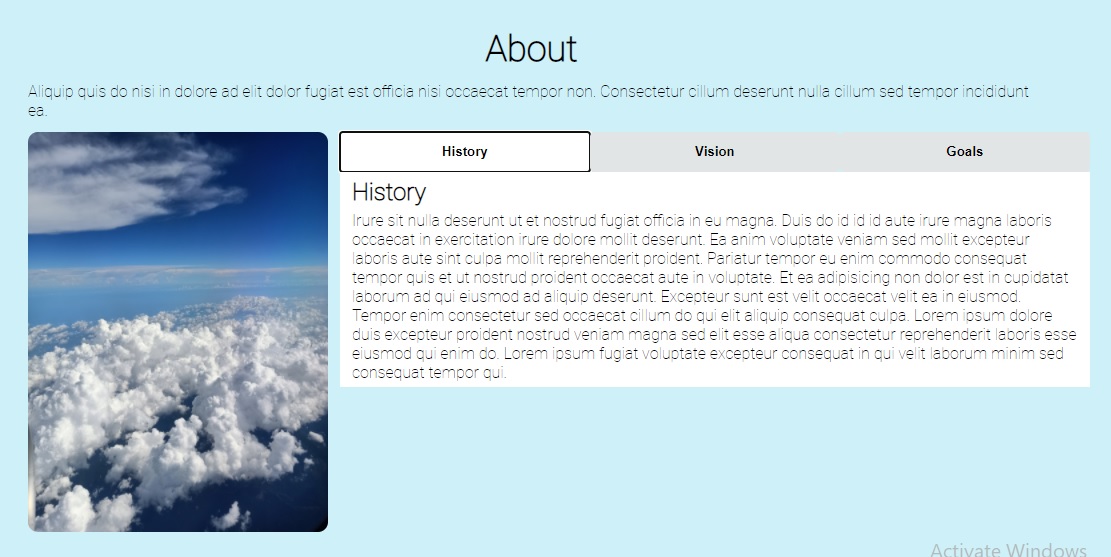 About
Aliquip quis do nisi in dolore ad elit dolor fugiat est officia nisi occaecat tempor non. Consectetur cillum deserunt nulla cillum sed tempor incididunt
ea.
History Vision Goals
History
Irure sit nulla deserunt ut et nostrud fugiat officia in eu magna. Duis do id id id aute irure magna laboris
occaecat in exercitation irure dolore mollit deserunt. Ea anim voluptate veniam sed mollit excepteur
laboris aute sint culpa mollit reprehenderit proident. Pariatur tempor eu enim commodo consequat
tempor quis et ut nostrud proident occaecat aute in voluptate. Et ea adipisicing non dolor est in cupidatat
laborum ad qui eiusmod ad aliquip deserunt. Excepteur sunt est velit occaecat velit ea in eiusmod.
Tempor enim consectetur sed occaecat cillum do qui elit aliquip consequat culpa. Lorem ipsum dolore
duis excepteur proident nostrud veniam magna sed elit esse aliqua consectetur reprehenderit laboris esse
eiusmod qui enim do. Lorem ipsum fugiat voluptate excepteur consequat in qui velit laborum minim sed
consequat tempor qui.
Activate Windows